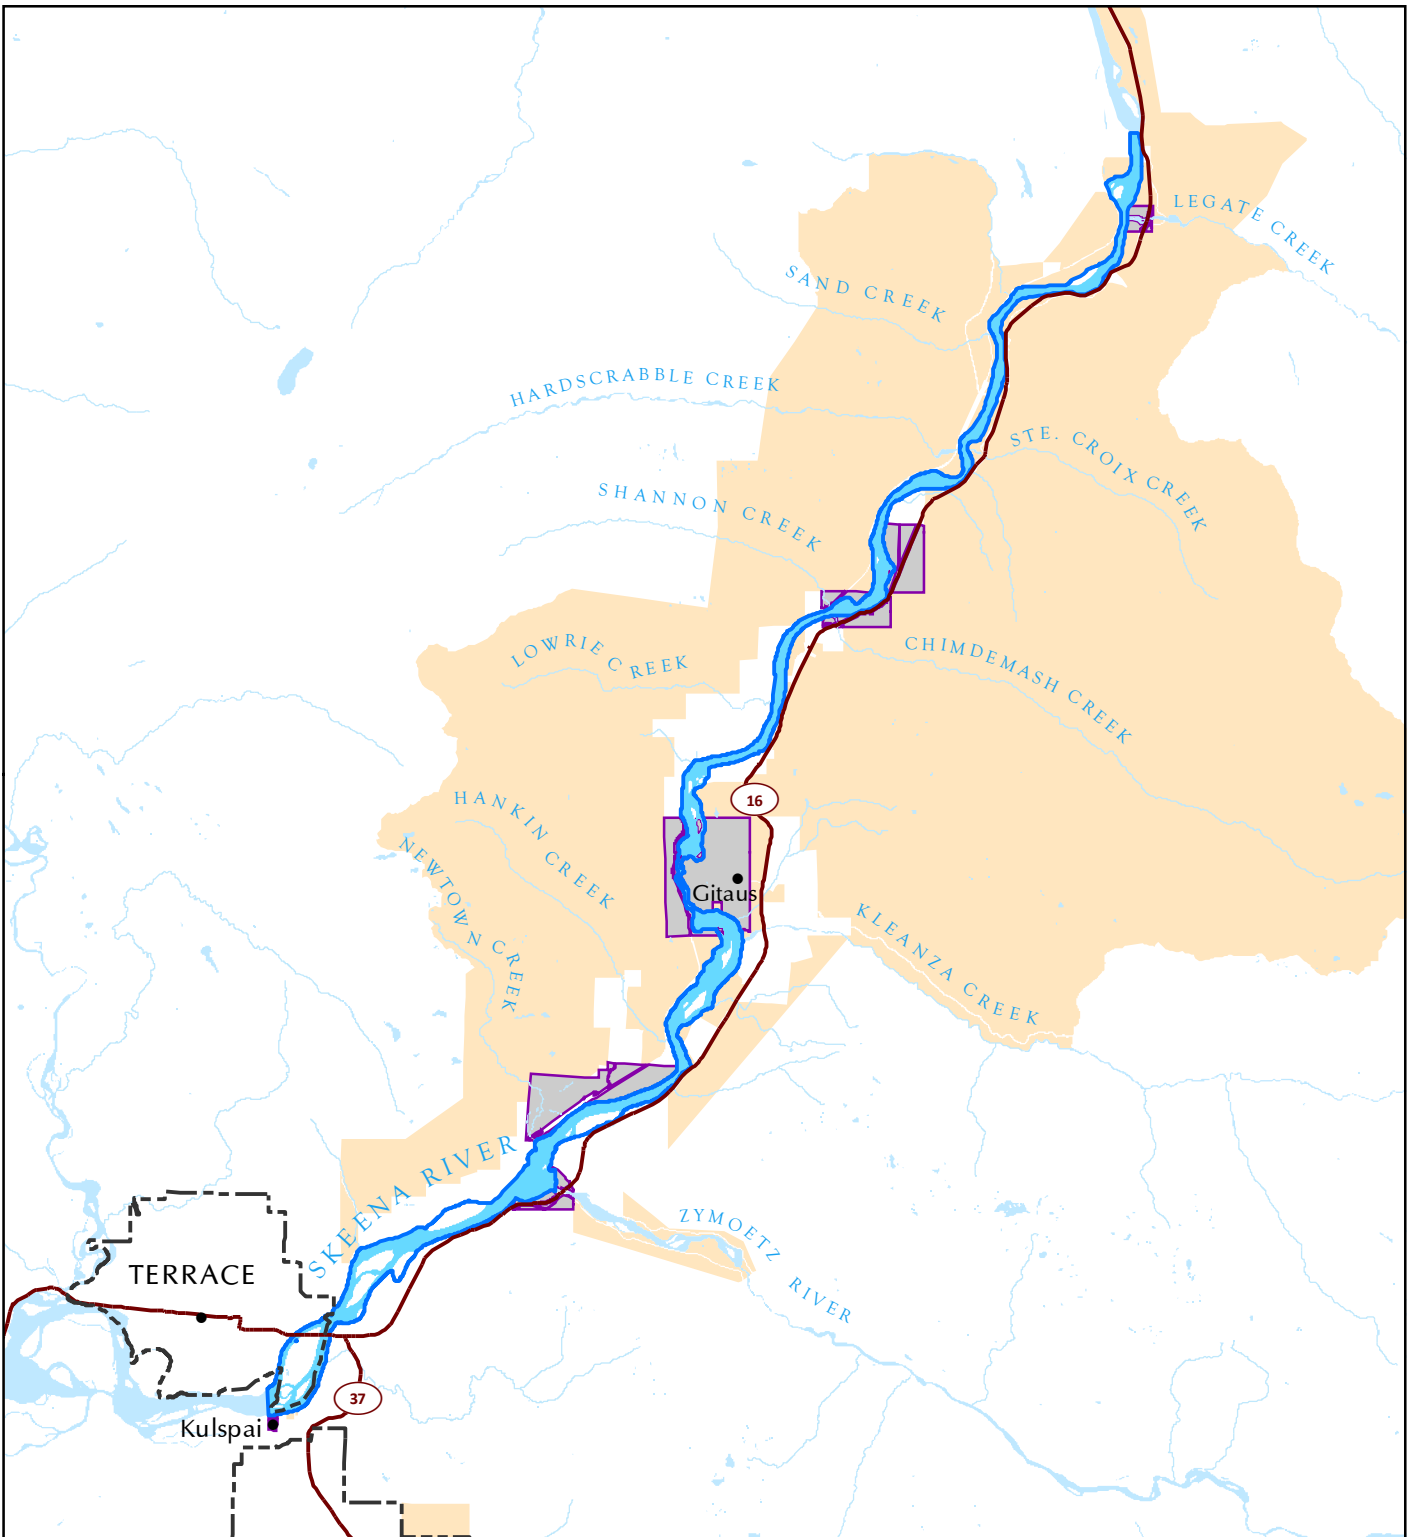 LEGATE CREEK
SAND CREEK
HARDSCRABBLE CREEK
STE. CROIX CREEK
SHANNON CREEK
LOWRIE CREEK
CHIMDEMASH CREEK
HANKIN CREEK
16
NEWTOWN CREEK
Gitaus
KLEANZA CREEK
SKEENA RIVER
ZYMOETZ RIVER
TERRACE
37
Kulspai